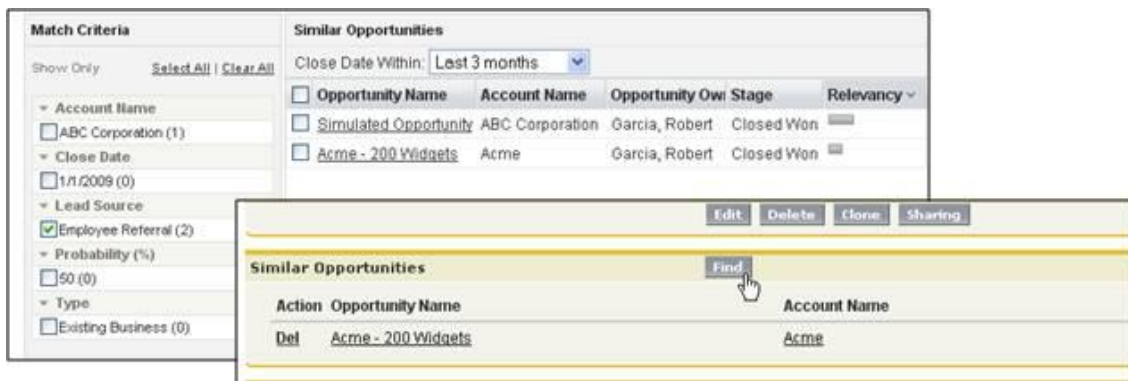 Match Criteria
Show Only Select All | Clear All
Account Name
ABC Corporation (1)
Close Date
1/1/2009 (0)
Lead Source
Employee Referral (2)
Probability (%)
50 (0)
Type
Existing Business (0)
Similar Opportunities
Close Date Within: Last 3 months
Opportunity Name Account Name Opportunity Own Stage Relevancy
Simulated Opportunity ABC Corporation Garcia, Robert Closed Won
Acme - 200 Widgets Acme Garcia, Robert Closed Won
Edit Delete Clone Sharing
Similar Opportunities Find
Action Opportunity Name Account Name
Del Acme - 200 Widgets Acme